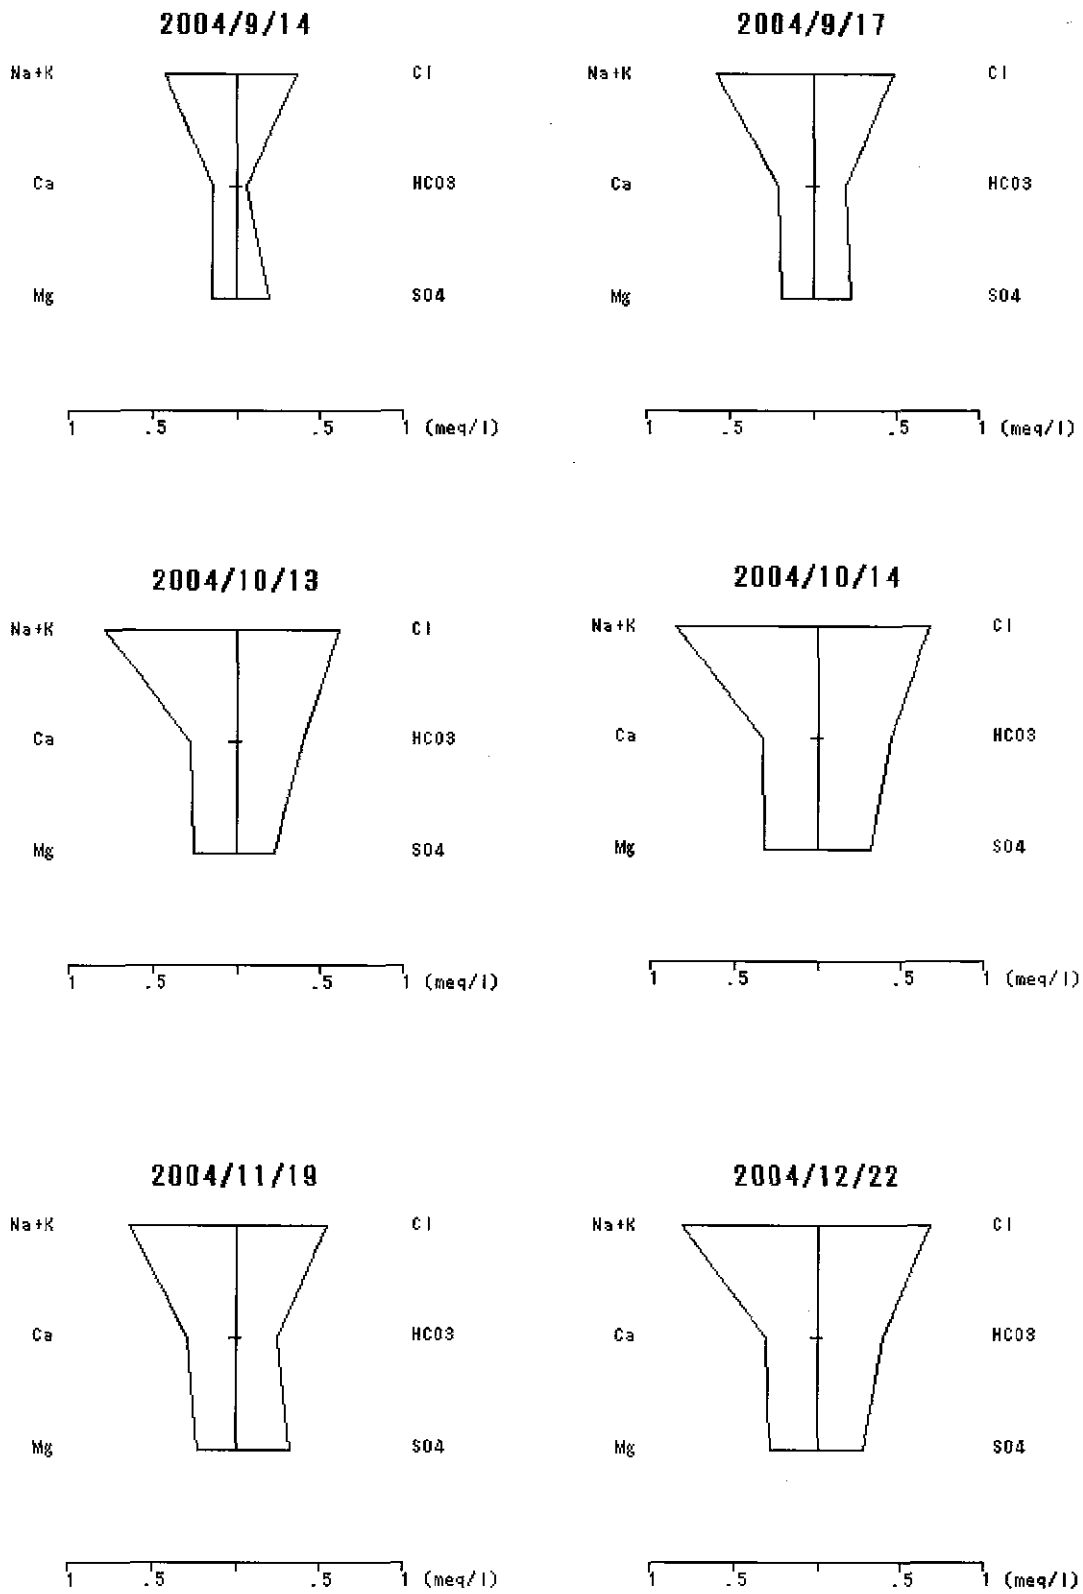 2004/9/14
Na+K Cl
Ca HCO3
Mg SO4
1 .5 .5 1 (meq/l)
2004/9/17
Na+K Cl
Ca HCO3
Mg SO4
1 .5 .5 1 (meq/l)
2004/10/13
Na+K Cl
Ca HCO3
Mg SO4
1 .5 .5 1 (meq/l)
2004/10/14
Na+K Cl
Ca HCO3
Mg SO4
1 .5 .5 1 (meq/l)
2004/11/19
Na+K Cl
Ca HCO3
Mg SO4
1 .5 .5 1 (meq/l)
2004/12/22
Na+K Cl
Ca HCO3
Mg SO4
1 .5 .5 1 (meq/l)